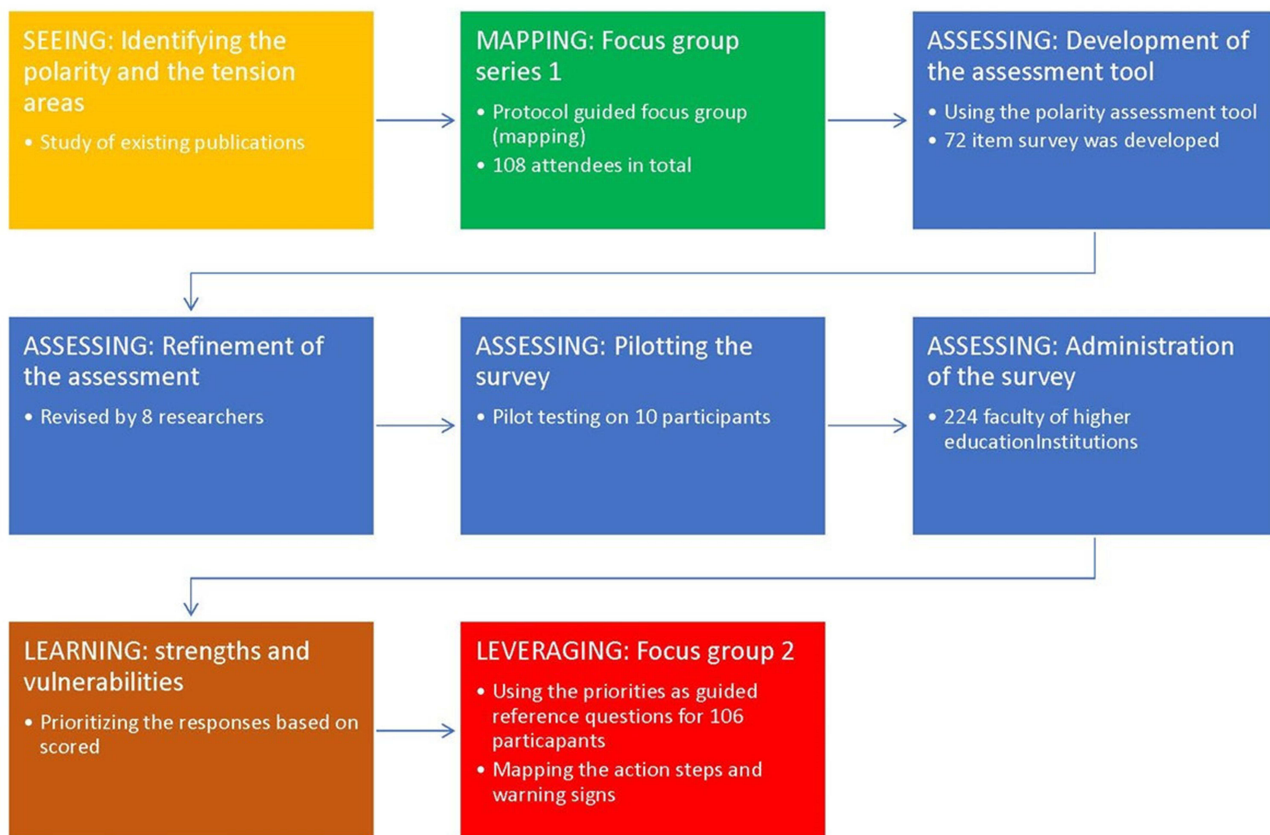 SEEING: Identifying the
polarity and the tension
areas
• Study of existing publications
MAPPING: Focus group
series 1
• Protocol guided focus group
(mapping)
• 108 attendees in total
ASSESSING: Development of
the assessment tool
• Using the polarity assessment tool
• 72 item survey was developed
ASSESSING: Refinement of
the assessment
• Revised by 8 researchers
ASSESSING: Pilotting the
survey
• Pilot testing on 10 participants
ASSESSING: Administration
of the survey
• 224 faculty of higher
educationInstitutions
LEARNING: strengths and
vulnerabilities
• Prioritizing the responses based on
scored
LEVERAGING: Focus group 2
• Using the priorities as guided
reference questions for 106
particapants
• Mapping the action steps and
warning signs